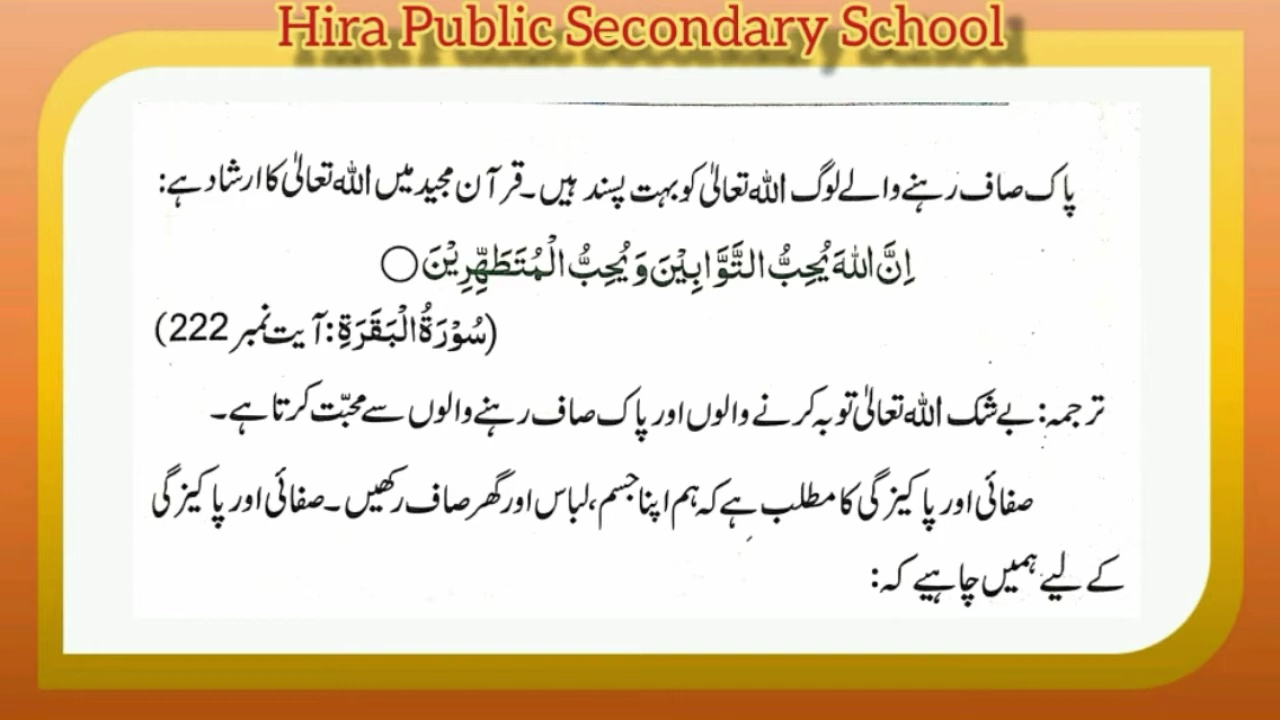 Hira Public Secondary School
پاک صاف رہنے والے لوگ اللہ تعالیٰ کو بہت پسند ہیں۔ قرآن مجید میں اللہ تعالیٰ کا ارشاد ہے:
اِنَّ اللّٰهَ يُحِبُّ التَّوَّابِيْنَ وَ يُحِبُّ الْمُتَطَهِّرِيْنَ ○
(سُوْرَةُ الْبَقَرَةِ: آیت نمبر 222)
ترجمہ: بے شک اللہ تعالیٰ توبہ کرنے والوں اور پاک صاف رہنے والوں سے محبّت کرتا ہے۔
صفائی اور پاکیزگی کا مطلب ہے کہ ہم اپنا جسم، لباس اور گھر صاف رکھیں۔ صفائی اور پاکیزگی
کے لیے ہمیں چاہیے کہ: